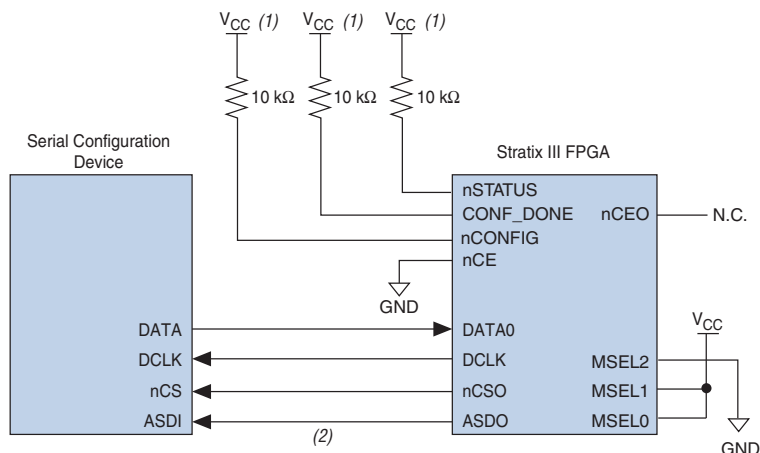 VCC (1) VCC (1) VCC (1)
10 kΩ 10 kΩ 10 kΩ
Serial Configuration
Device
Stratix III FPGA
nSTATUS
CONF_DONE nCEO N.C.
nCONFIG
nCE
GND
VCC
DATA DATA0
DCLK DCLK MSEL2
nCS nCSO MSEL1
ASDI ASDO MSEL0
(2)
GND